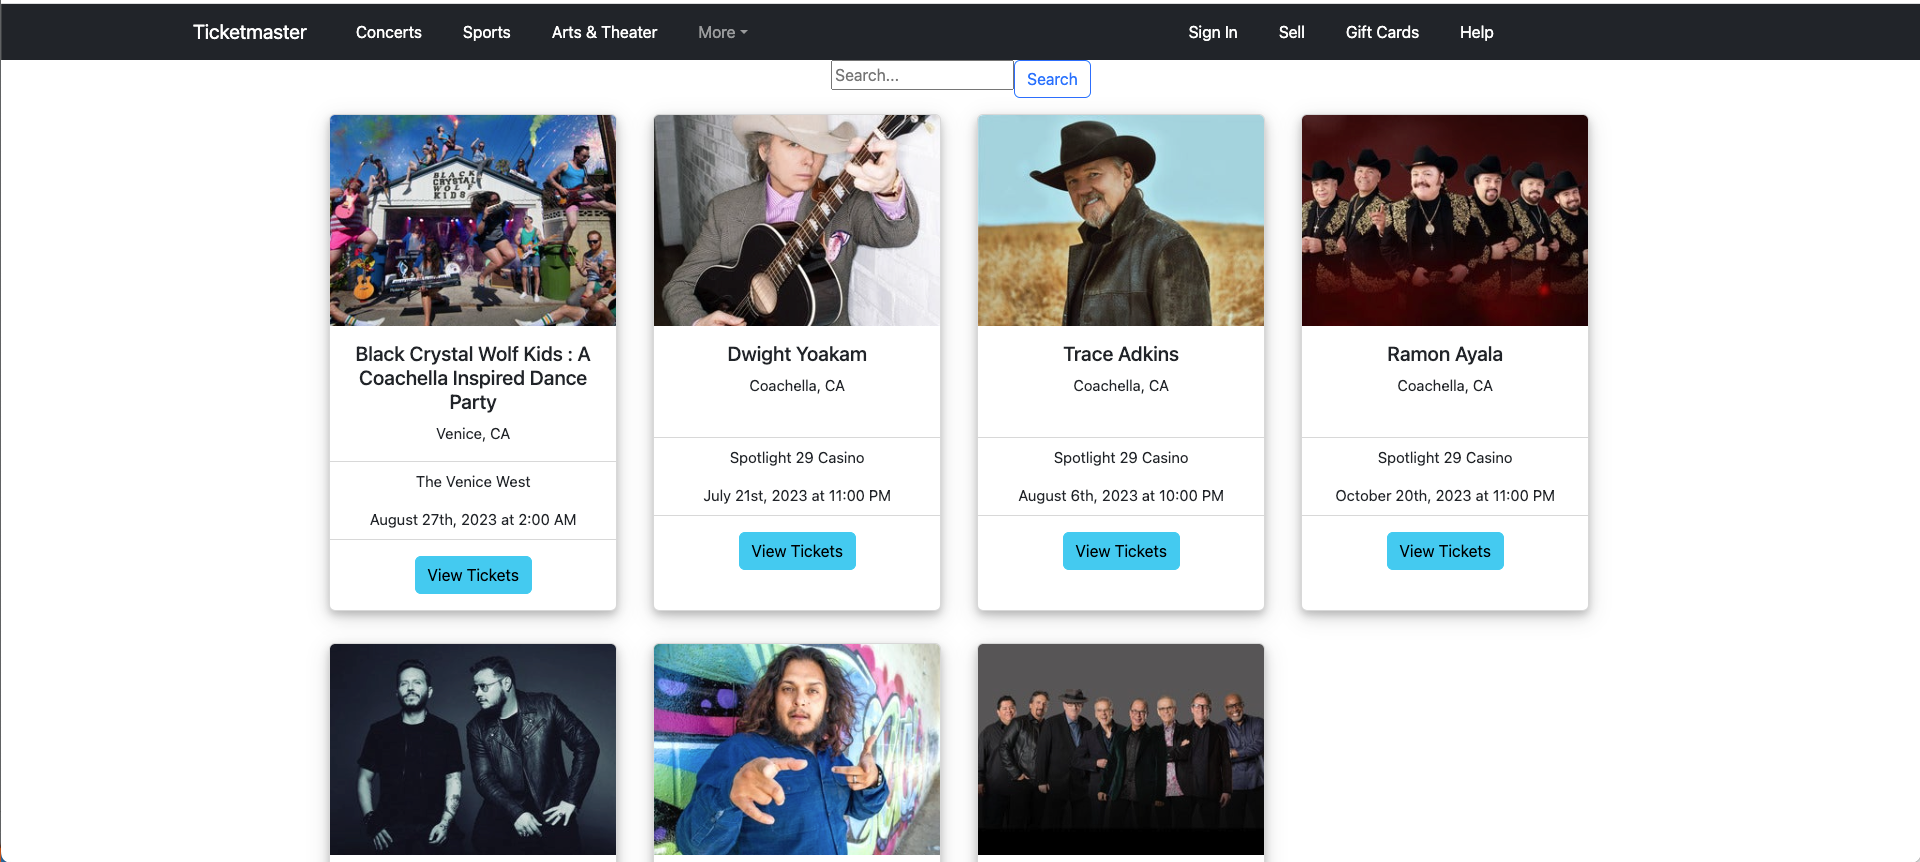 Ticketmaster Concerts Sports Arts & Theater More Sign In Sell Gift Cards Help
Search... Search
BLACK
CRYSTAL
WOLF
KIDS
Black Crystal Wolf Kids : A
Coachella Inspired Dance
Party
Venice, CA
The Venice West
August 27th, 2023 at 2:00 AM
View Tickets
Dwight Yoakam
Coachella, CA
Spotlight 29 Casino
July 21st, 2023 at 11:00 PM
View Tickets
Trace Adkins
Coachella, CA
Spotlight 29 Casino
August 6th, 2023 at 10:00 PM
View Tickets
Ramon Ayala
Coachella, CA
Spotlight 29 Casino
October 20th, 2023 at 11:00 PM
View Tickets